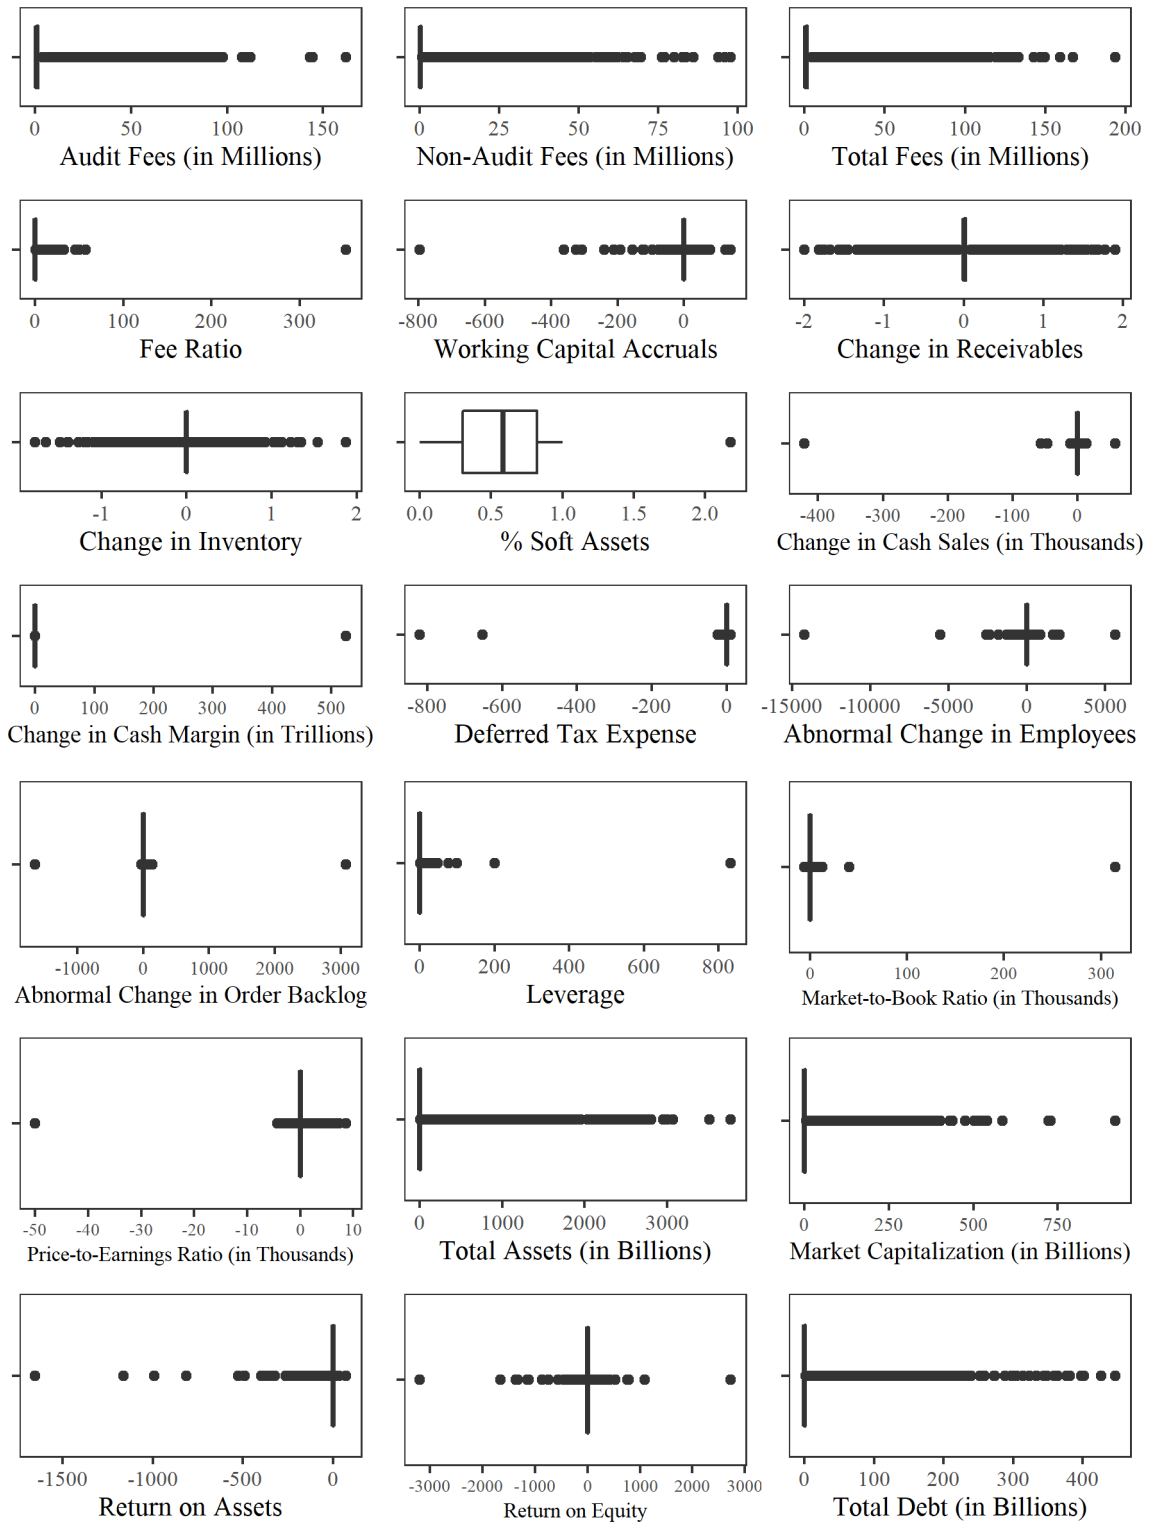 0 50 100 150
Audit Fees (in Millions)
0 25 50 75 100
Non-Audit Fees (in Millions)
0 50 100 150 200
Total Fees (in Millions)
0 100 200 300
Fee Ratio
-800 -600 -400 -200 0
Working Capital Accruals
-2 -1 0 1 2
Change in Receivables
-1 0 1 2
Change in Inventory
0.0 0.5 1.0 1.5 2.0
% Soft Assets
-400 -300 -200 -100 0
Change in Cash Sales (in Thousands)
0 100 200 300 400 500
Change in Cash Margin (in Trillions)
-800 -600 -400 -200 0
Deferred Tax Expense
-15000 -10000 -5000 0 5000
Abnormal Change in Employees
-1000 0 1000 2000 3000
Abnormal Change in Order Backlog
0 200 400 600 800
Leverage
0 100 200 300
Market-to-Book Ratio (in Thousands)
-50 -40 -30 -20 -10 0 10
Price-to-Earnings Ratio (in Thousands)
0 1000 2000 3000
Total Assets (in Billions)
0 250 500 750
Market Capitalization (in Billions)
-1500 -1000 -500 0
Return on Assets
-3000 -2000 -1000 0 1000 2000 3000
Return on Equity
0 100 200 300 400
Total Debt (in Billions)